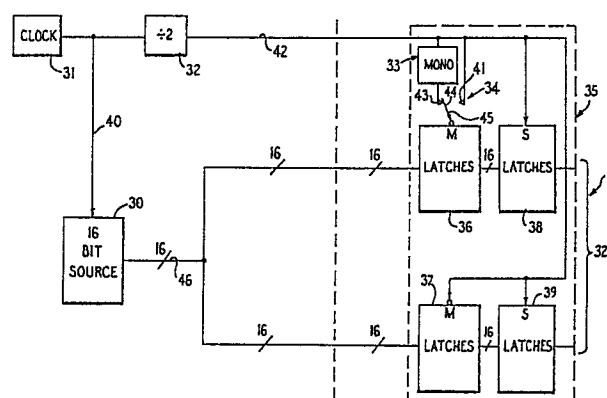 CLOCK
31
÷2
32
42
40
33
MONO
43
44
41
34
45
35
16
16
M
LATCHES
36
16
S
LATCHES
38
32
30
16
BIT
SOURCE
16
46
37
M
LATCHES
16
S
LATCHES
39
16
16